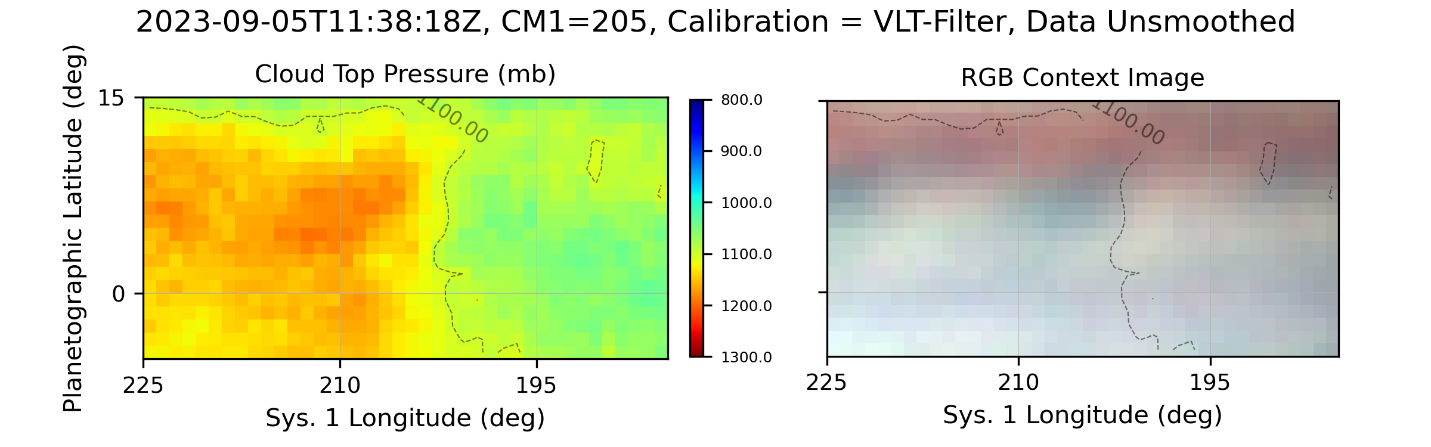 2023-09-05T11:38:18Z, CM1=205, Calibration = VLT-Filter, Data Unsmoothed
Cloud Top Pressure (mb)
Planetographic Latitude (deg)
15
0
1100.00
225
210
195
Sys. 1 Longitude (deg)
800.0
900.0
1000.0
1100.0
1200.0
1300.0
RGB Context Image
1100.00
225
210
195
Sys. 1 Longitude (deg)